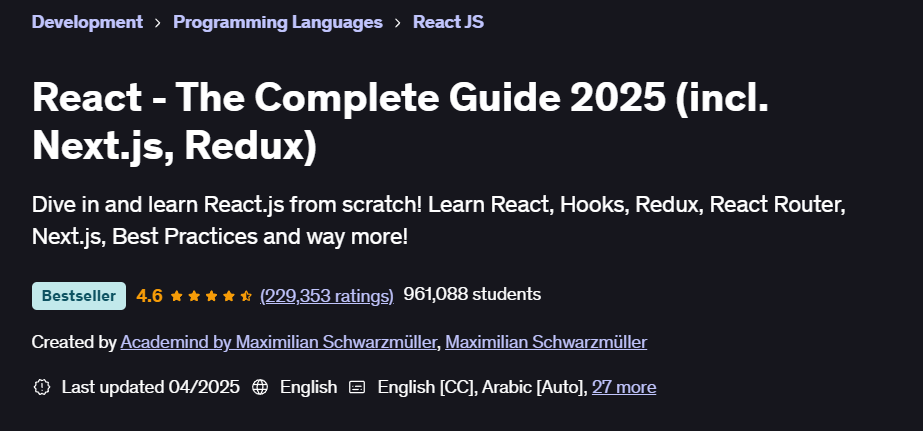 Development > Programming Languages > React JS
React - The Complete Guide 2025 (incl.
Next.js, Redux)
Dive in and learn React.js from scratch! Learn React, Hooks, Redux, React Router,
Next.js, Best Practices and way more!
Bestseller 4.6 (229,353 ratings) 961,088 students
Created by Academind by Maximilian Schwarzmüller, Maximilian Schwarzmüller
Last updated 04/2025 English English [CC], Arabic [Auto], 27 more